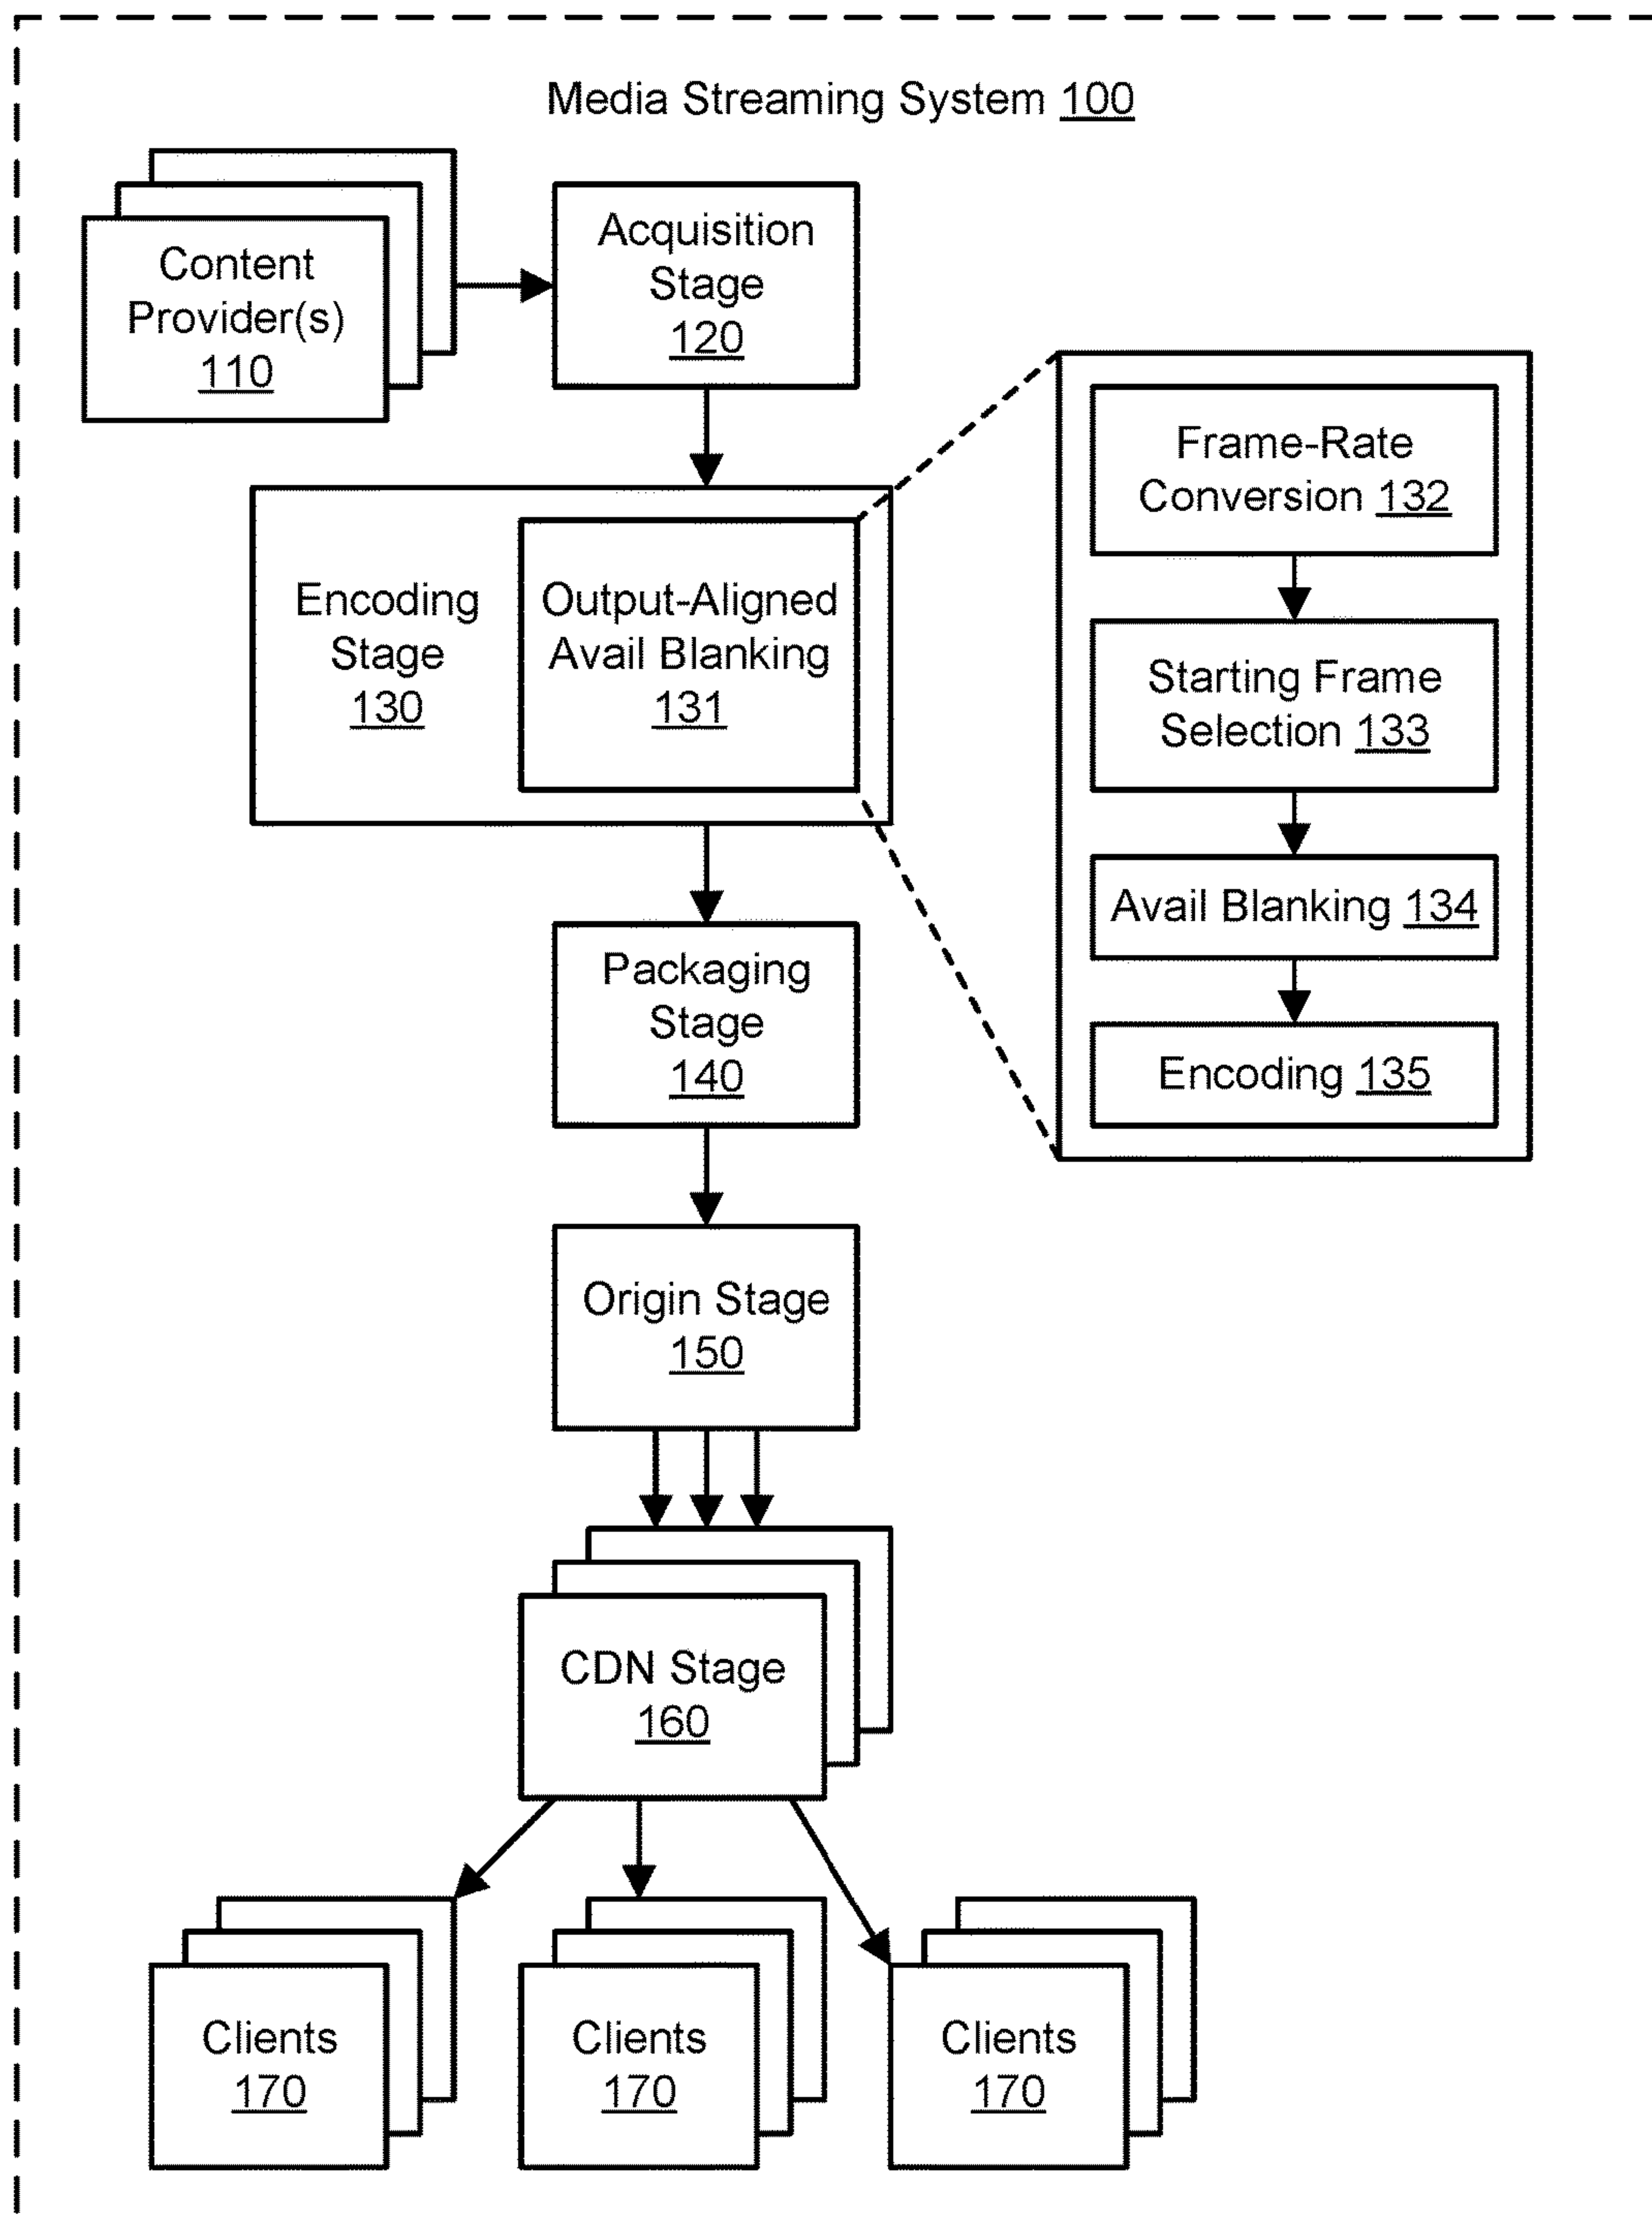 Media Streaming System 100
Content
Provider(s)
110
Acquisition
Stage
120
Encoding
Stage
130
Output-Aligned
Avail Blanking
131
Frame-Rate
Conversion 132
Starting Frame
Selection 133
Avail Blanking 134
Encoding 135
Packaging
Stage
140
Origin Stage
150
CDN Stage
160
Clients
170
Clients
170
Clients
170